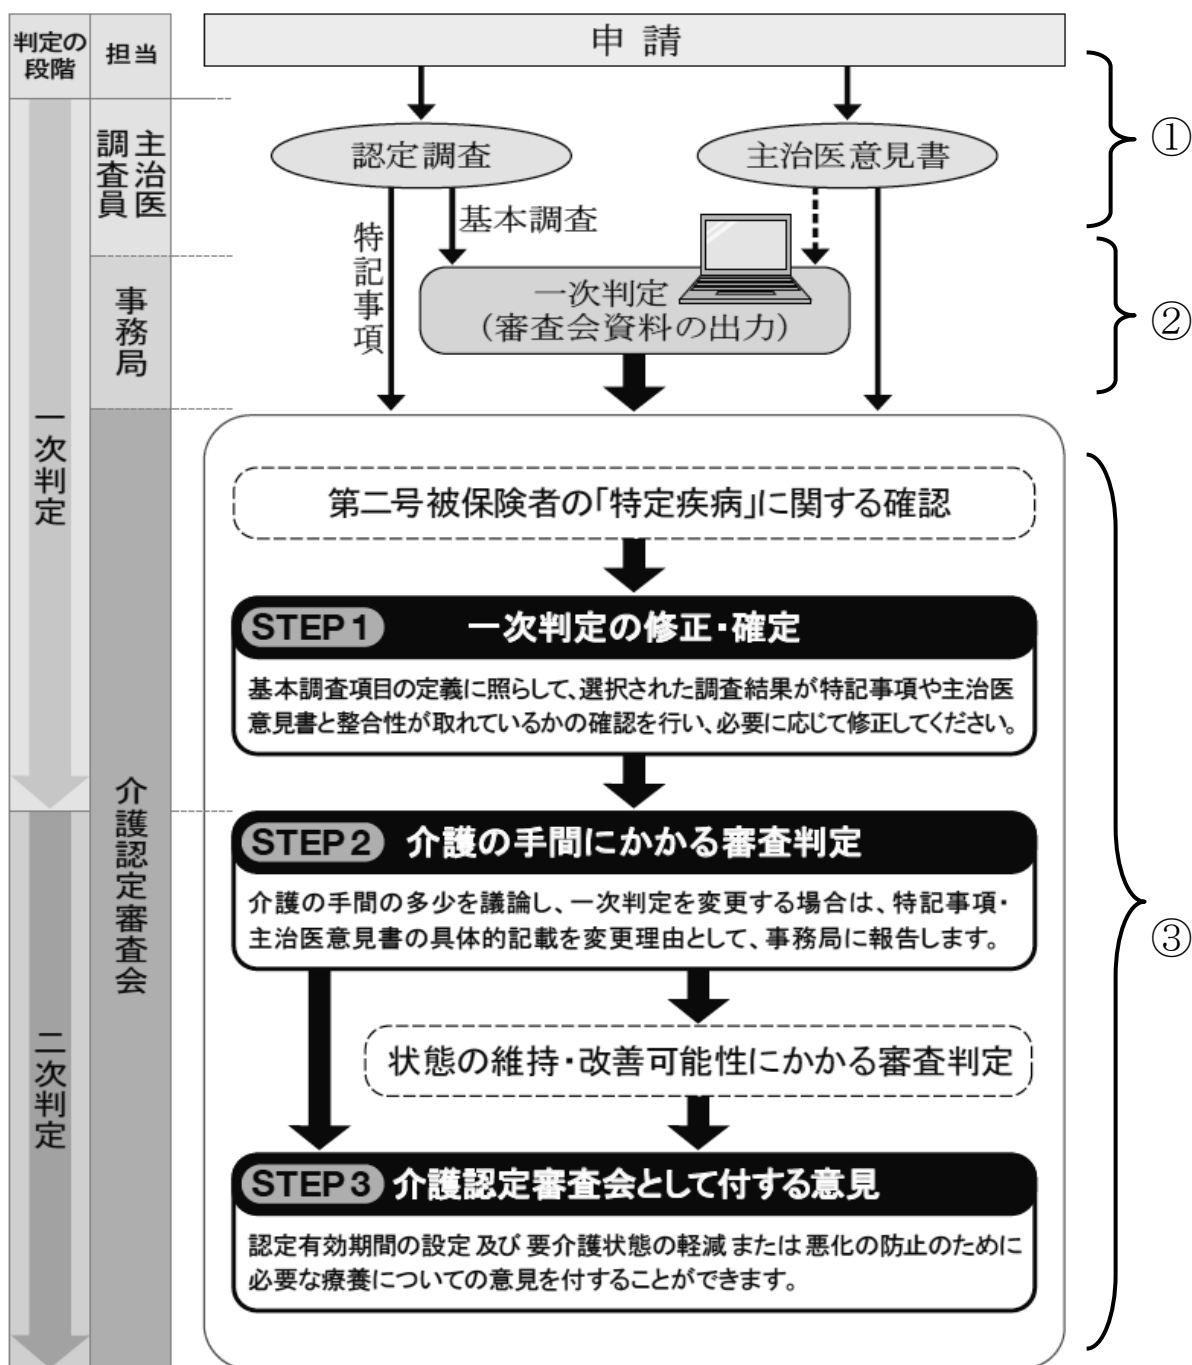 判定の
段階
担当
申請
主治医
調査員
認定調査
主治医意見書
①
特記事項
基本調査
事務局
一次判定
(審査会資料の出力)
②
一次判定
介護認定審査会
第二号被保険者の「特定疾病」に関する確認
STEP 1
一次判定の修正・確定
基本調査項目の定義に照らして、選択された調査結果が特記事項や主治医
意見書と整合性が取れているかの確認を行い、必要に応じて修正してください。
STEP 2
介護の手間にかかる審査判定
介護の手間の多少を議論し、一次判定を変更する場合は、特記事項・
主治医意見書の具体的記載を変更理由として、事務局に報告します。
③
二次判定
状態の維持・改善可能性にかかる審査判定
STEP 3
介護認定審査会として付する意見
認定有効期間の設定 及び 要介護状態の軽減 または 悪化の防止のために
必要な療養についての意見を付することができます。